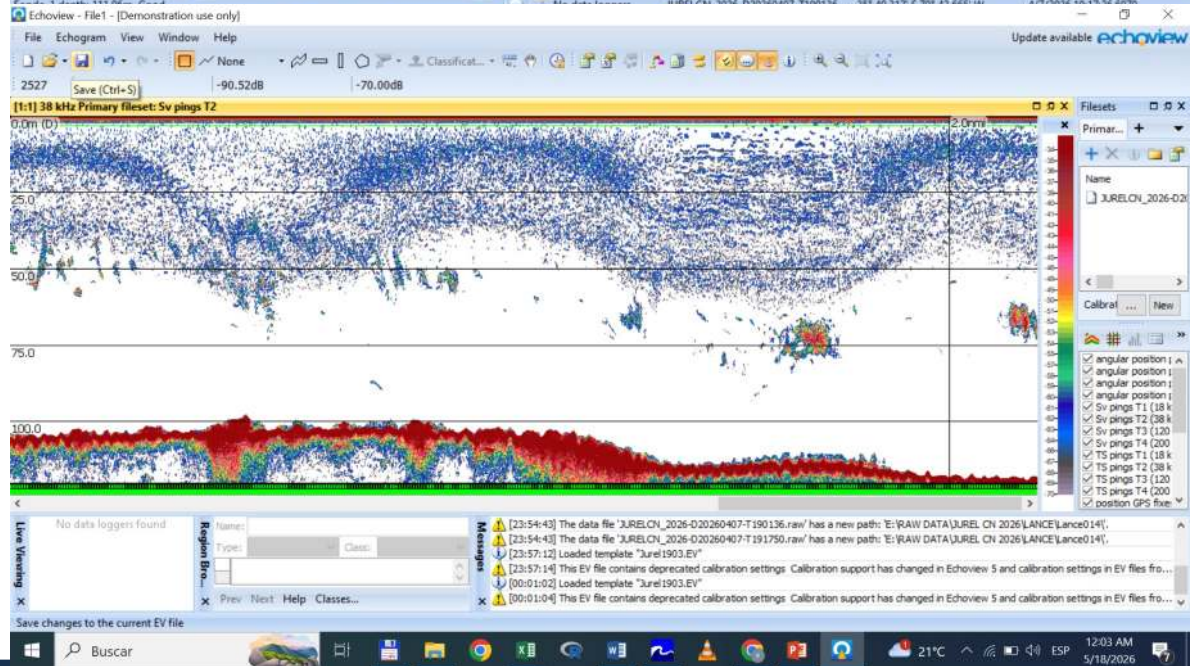 Echoview - File1 - [Demonstration use only]
File Echogram View Window Help
Update available echoview
None
Classificat...
2527
Save (Ctrl+S)
-90.52dB
-70.00dB
[1:1] 38 kHz Primary fileset: Sv pings T2
Filesets
0.0m (D)
2.0nmi
Primar...
25.0
Name
JURELCN_2026-D20
50.0
Calibrat ... New
75.0
angular position p
angular position p
angular position p
angular position p
Sv pings T1 (18 k
Sv pings T2 (38 k
100.0
Sv pings T3 (120
Sv pings T4 (200
TS pings T1 (18 k
TS pings T2 (38 k
TS pings T3 (120
TS pings T4 (200
position GPS fixes
Live Viewing
No data loggers found
Region Bro...
Name:
Type:
Class:
Prev Next Help Classes...
Messages
[23:54:43] The data file 'JURELCN_2026-D20260407-T190136.raw' has a new path: 'E:\RAW DATA\JUREL CN 2026\LANCE\Lance014\'.
[23:54:43] The data file 'JURELCN_2026-D20260407-T191750.raw' has a new path: 'E:\RAW DATA\JUREL CN 2026\LANCE\Lance014\'.
[23:57:12] Loaded template "Jurel1903.EV"
[23:57:14] This EV file contains deprecated calibration settings Calibration support has changed in Echoview 5 and calibration settings in EV files fro...
[00:01:02] Loaded template "Jurel1903.EV"
[00:01:04] This EV file contains deprecated calibration settings Calibration support has changed in Echoview 5 and calibration settings in EV files fro...
Save changes to the current EV file
Buscar
21°C
ESP
12:03 AM
5/18/2026